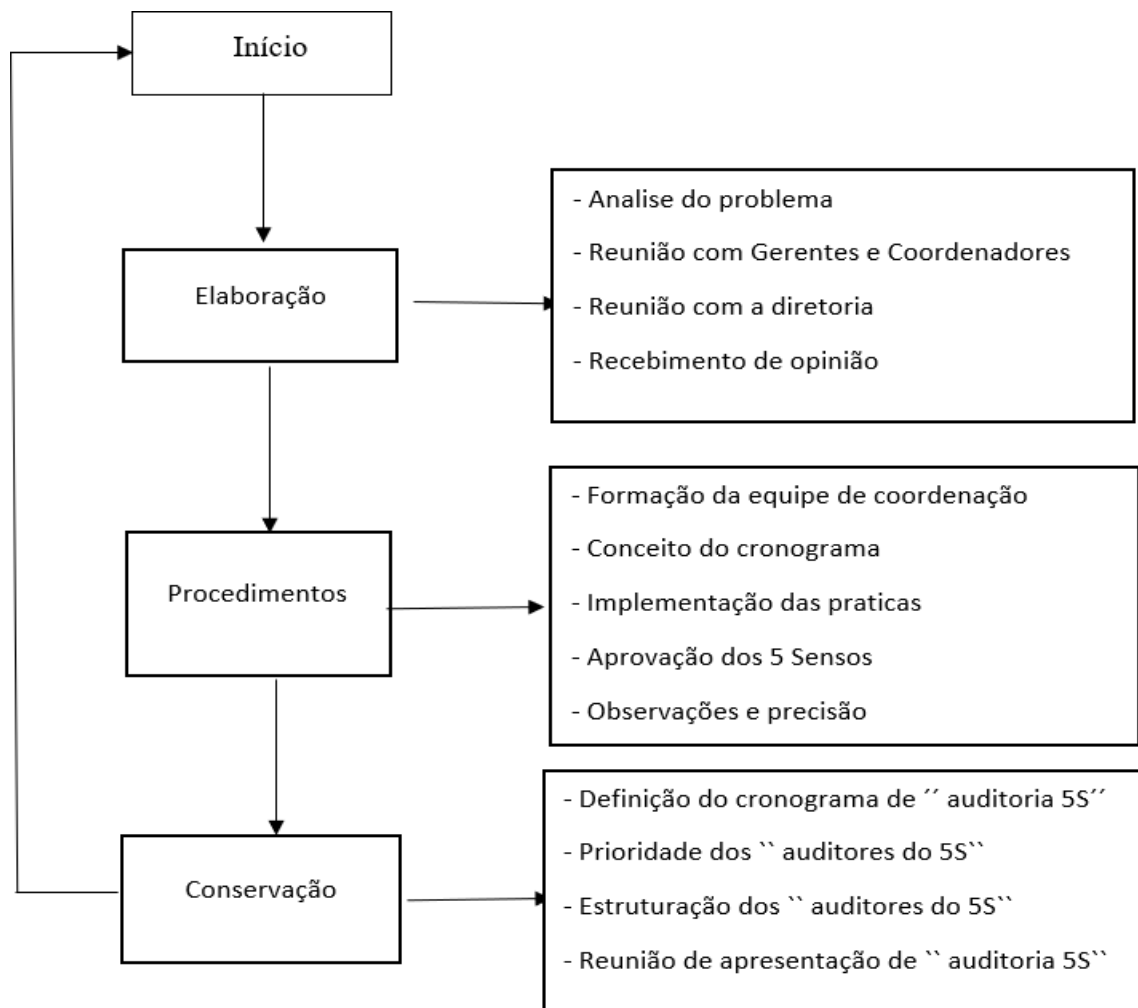 Início
Elaboração
- Analise do problema
- Reunião com Gerentes e Coordenadores
- Reunião com a diretoria
- Recebimento de opinião
Procedimentos
- Formação da equipe de coordenação
- Conceito do cronograma
- Implementação das praticas
- Aprovação dos 5 Sensos
- Observações e precisão
Conservação
- Definição do cronograma de ´´ auditoria 5S´´
- Prioridade dos `` auditores do 5S``
- Estruturação dos `` auditores do 5S``
- Reunião de apresentação de `` auditoria 5S``